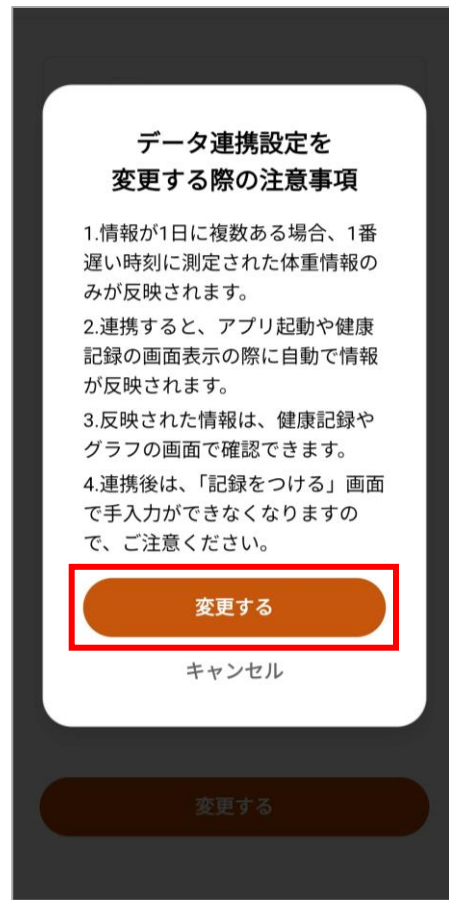 データ連携設定を
変更する際の注意事項
1.情報が1日に複数ある場合、1番
遅い時刻に測定された体重情報の
みが反映されます。
2.連携すると、アプリ起動や健康
記録の画面表示の際に自動で情報
が反映されます。
3.反映された情報は、健康記録や
グラフの画面で確認できます。
4.連携後は、「記録をつける」画面
で手入力ができなくなりますの
で、ご注意ください。
変更する
キャンセル
変更する